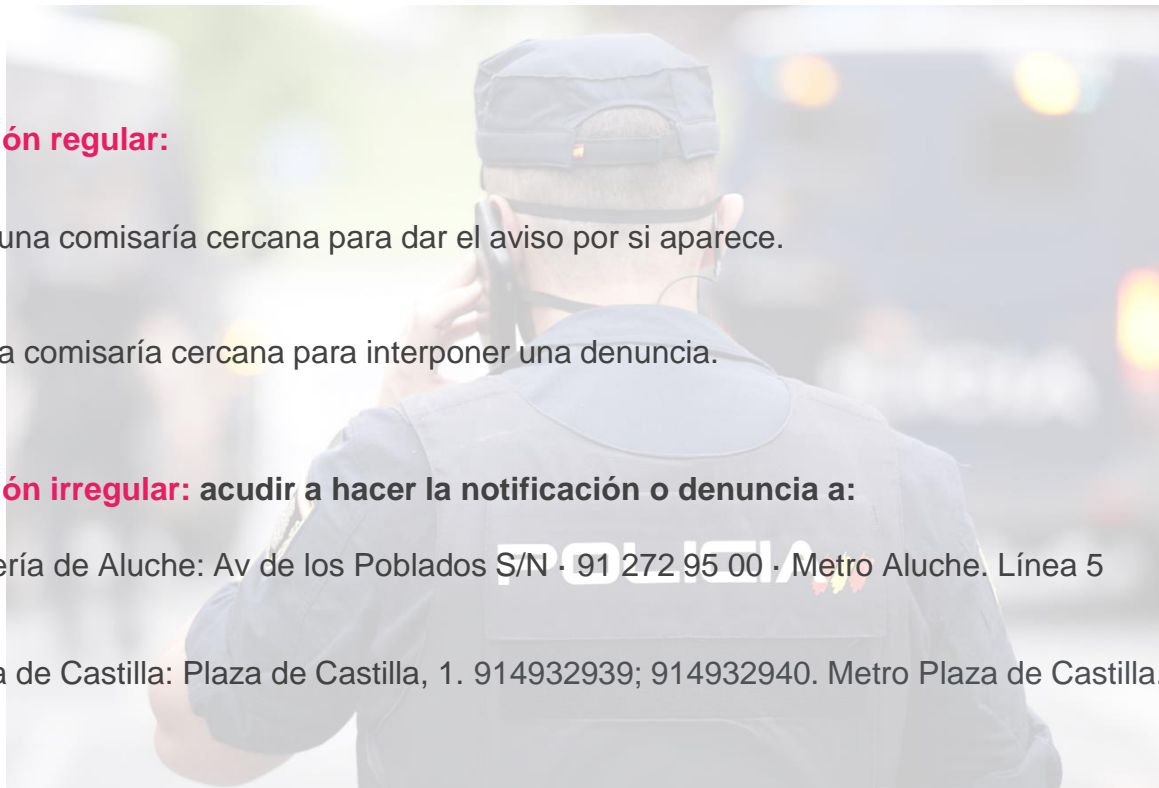 ón regular:
una comisaría cercana para dar el aviso por si aparece.
a comisaría cercana para interponer una denuncia.
ón irregular: acudir a hacer la notificación o denuncia a:
ería de Aluche: Av de los Poblados S/N · 91 272 95 00 · Metro Aluche. Línea 5
POLICIA
a de Castilla: Plaza de Castilla, 1. 914932939; 914932940. Metro Plaza de Castilla.